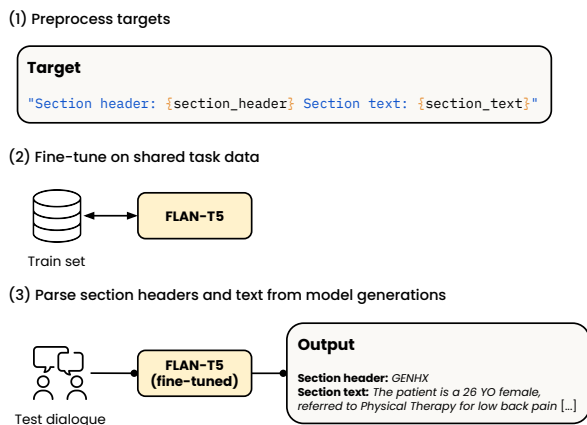 (1) Preprocess targets
Target
"Section header: {section_header} Section text: {section_text}"
(2) Fine-tune on shared task data
FLAN-T5
Train set
(3) Parse section headers and text from model generations
Output
FLAN-T5
(fine-tuned)
Section header: GENHX
Section text: The patient is a 26 YO female,
referred to Physical Therapy for low back pain [...]
Test dialogue